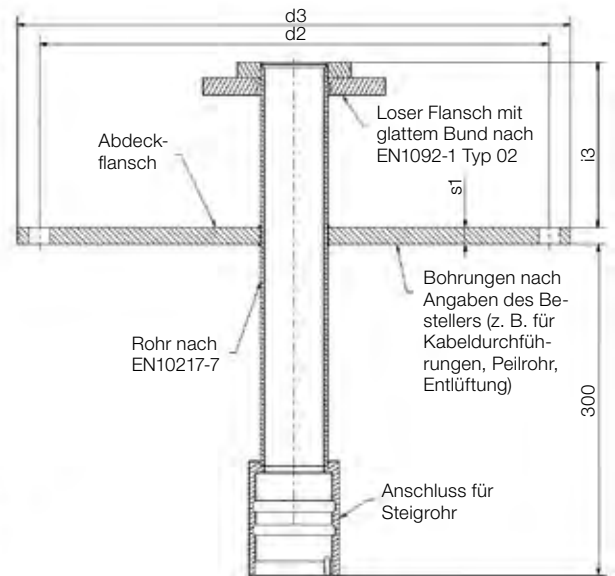 d3
d2
Loser Flansch mit
glattem Bund nach
EN1092-1 Typ 02
Abdeck-
flansch
i3
s1
Bohrungen nach
Angaben des Be-
stellers (z. B. für
Kabeldurchfüh-
rungen, Peilrohr,
Entlüftung)
Rohr nach
EN10217-7
300
Anschluss für
Steigrohr